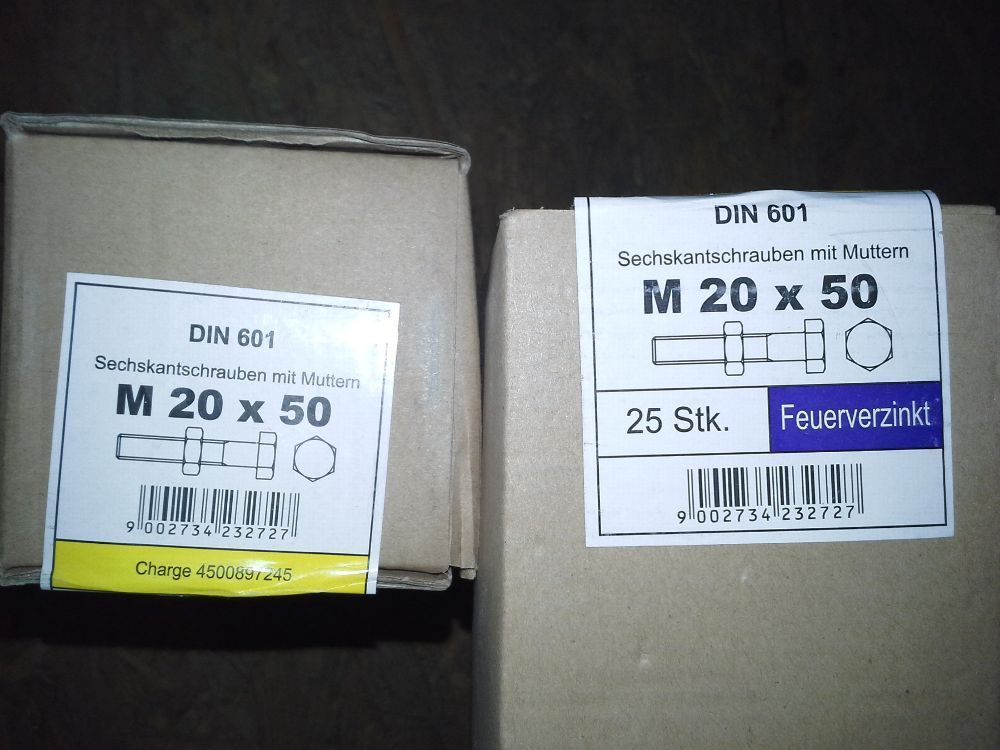 DIN 601
Sechskantschrauben mit Muttern
M 20 x 50
9 002734 232727
Charge 4500897245
DIN 601
Sechskantschrauben mit Muttern
M 20 x 50
25 Stk.
Feuerverzinkt
9 002734 232727